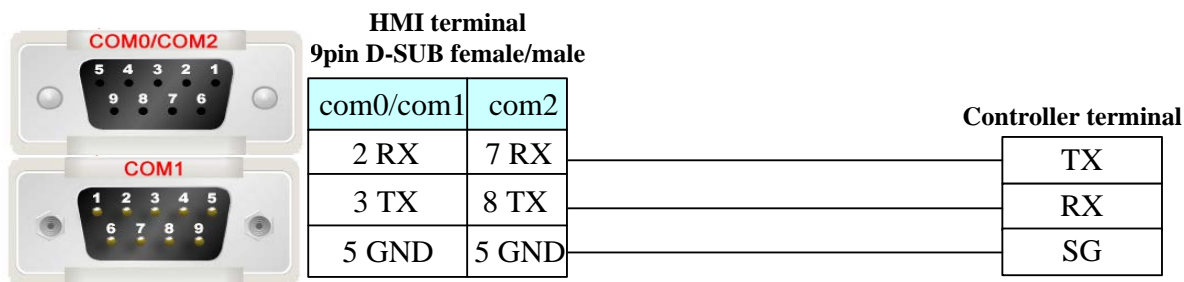 COM0/COM2
5 4 3 2 1
9 8 7 6
COM1
1 2 3 4 5
6 7 8 9
HMI terminal
9pin D-SUB female/male
com0/com1 com2
2 RX 7 RX
3 TX 8 TX
5 GND 5 GND
Controller terminal
TX
RX
SG